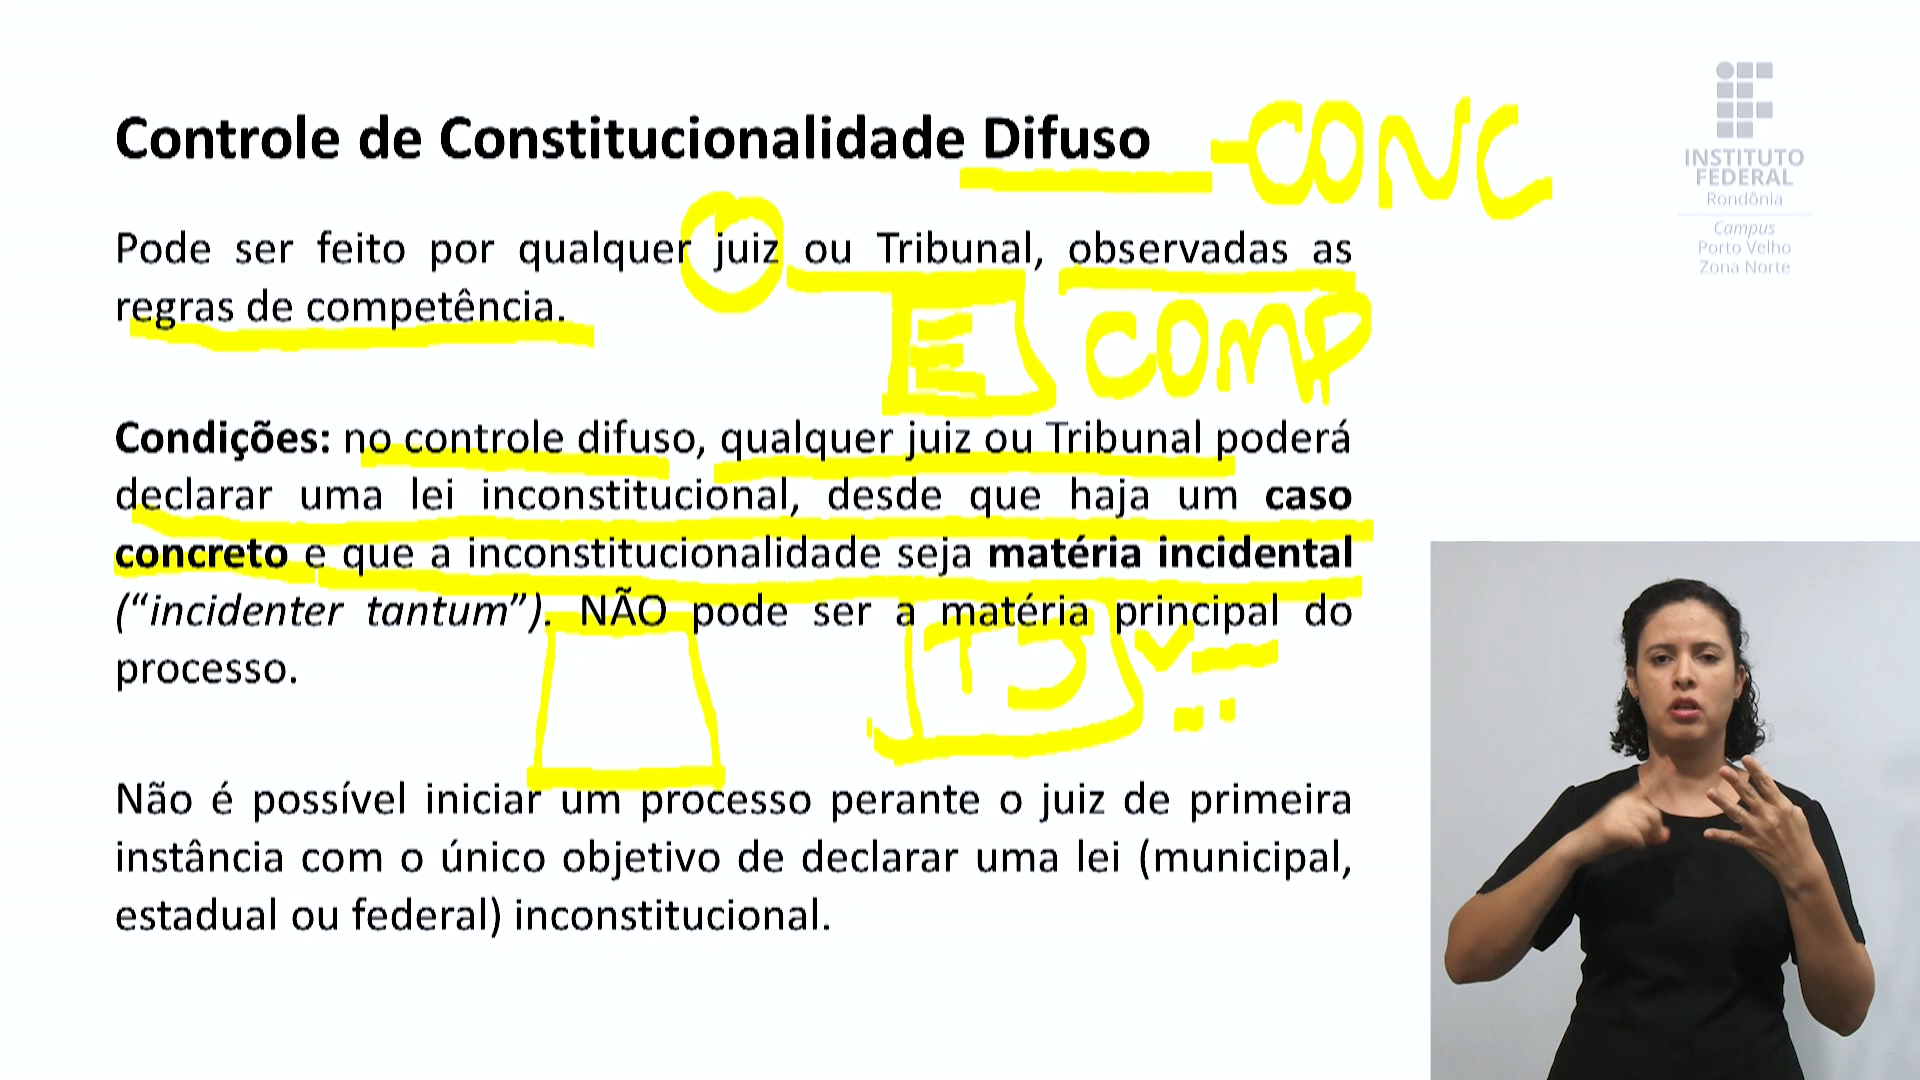 Controle de Constitucionalidade Difuso - CONC
INSTITUTO
FEDERAL
Rondônia
Campus
Porto Velho
Zona Norte
Pode ser feito por qualquer juiz ou Tribunal, observadas as
regras de competência.
E COMP
Condições: no controle difuso, qualquer juiz ou Tribunal poderá
declarar uma lei inconstitucional, desde que haja um caso
concreto e que a inconstitucionalidade seja matéria incidental
(“incidenter tantum”). NÃO pode ser a matéria principal do
processo.
Não é possível iniciar um processo perante o juiz de primeira
instância com o único objetivo de declarar uma lei (municipal,
estadual ou federal) inconstitucional.